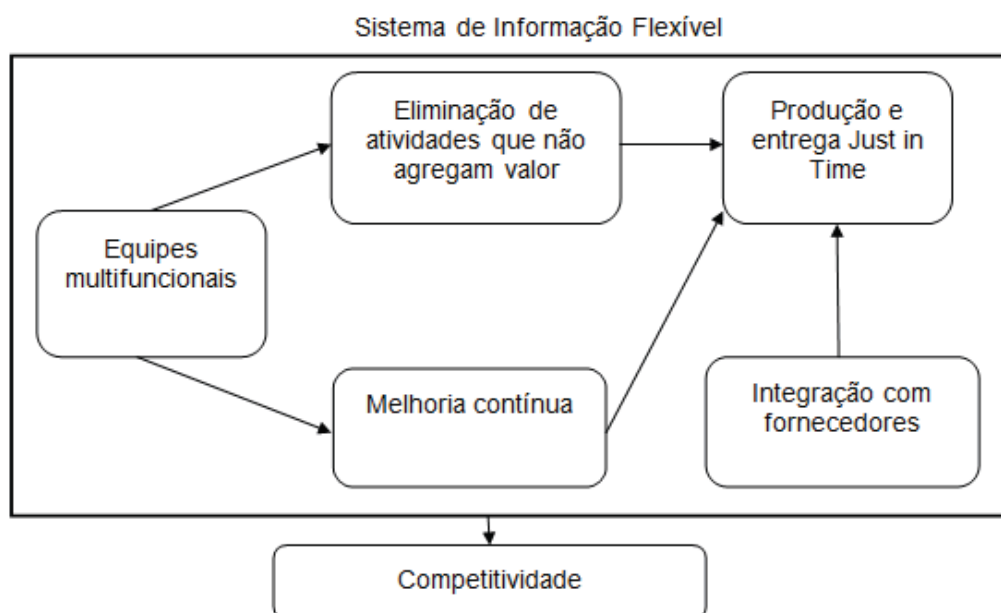 Sistema de Informação Flexível
Eliminação de
atividades que não
agregam valor
Produção e
entrega Just in
Time
Equipes
multifuncionais
Melhoria contínua
Integração com
fornecedores
Competitividade